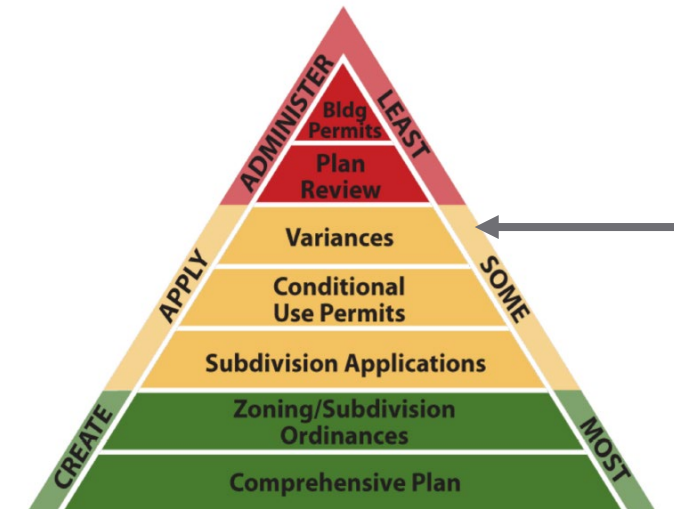 ADMINISTER
LEAST
Bldg
Permits
Plan
Review
Variances
APPLY
SOME
Conditional
Use Permits
Subdivision Applications
CREATE
MOST
Zoning/Subdivision
Ordinances
Comprehensive Plan